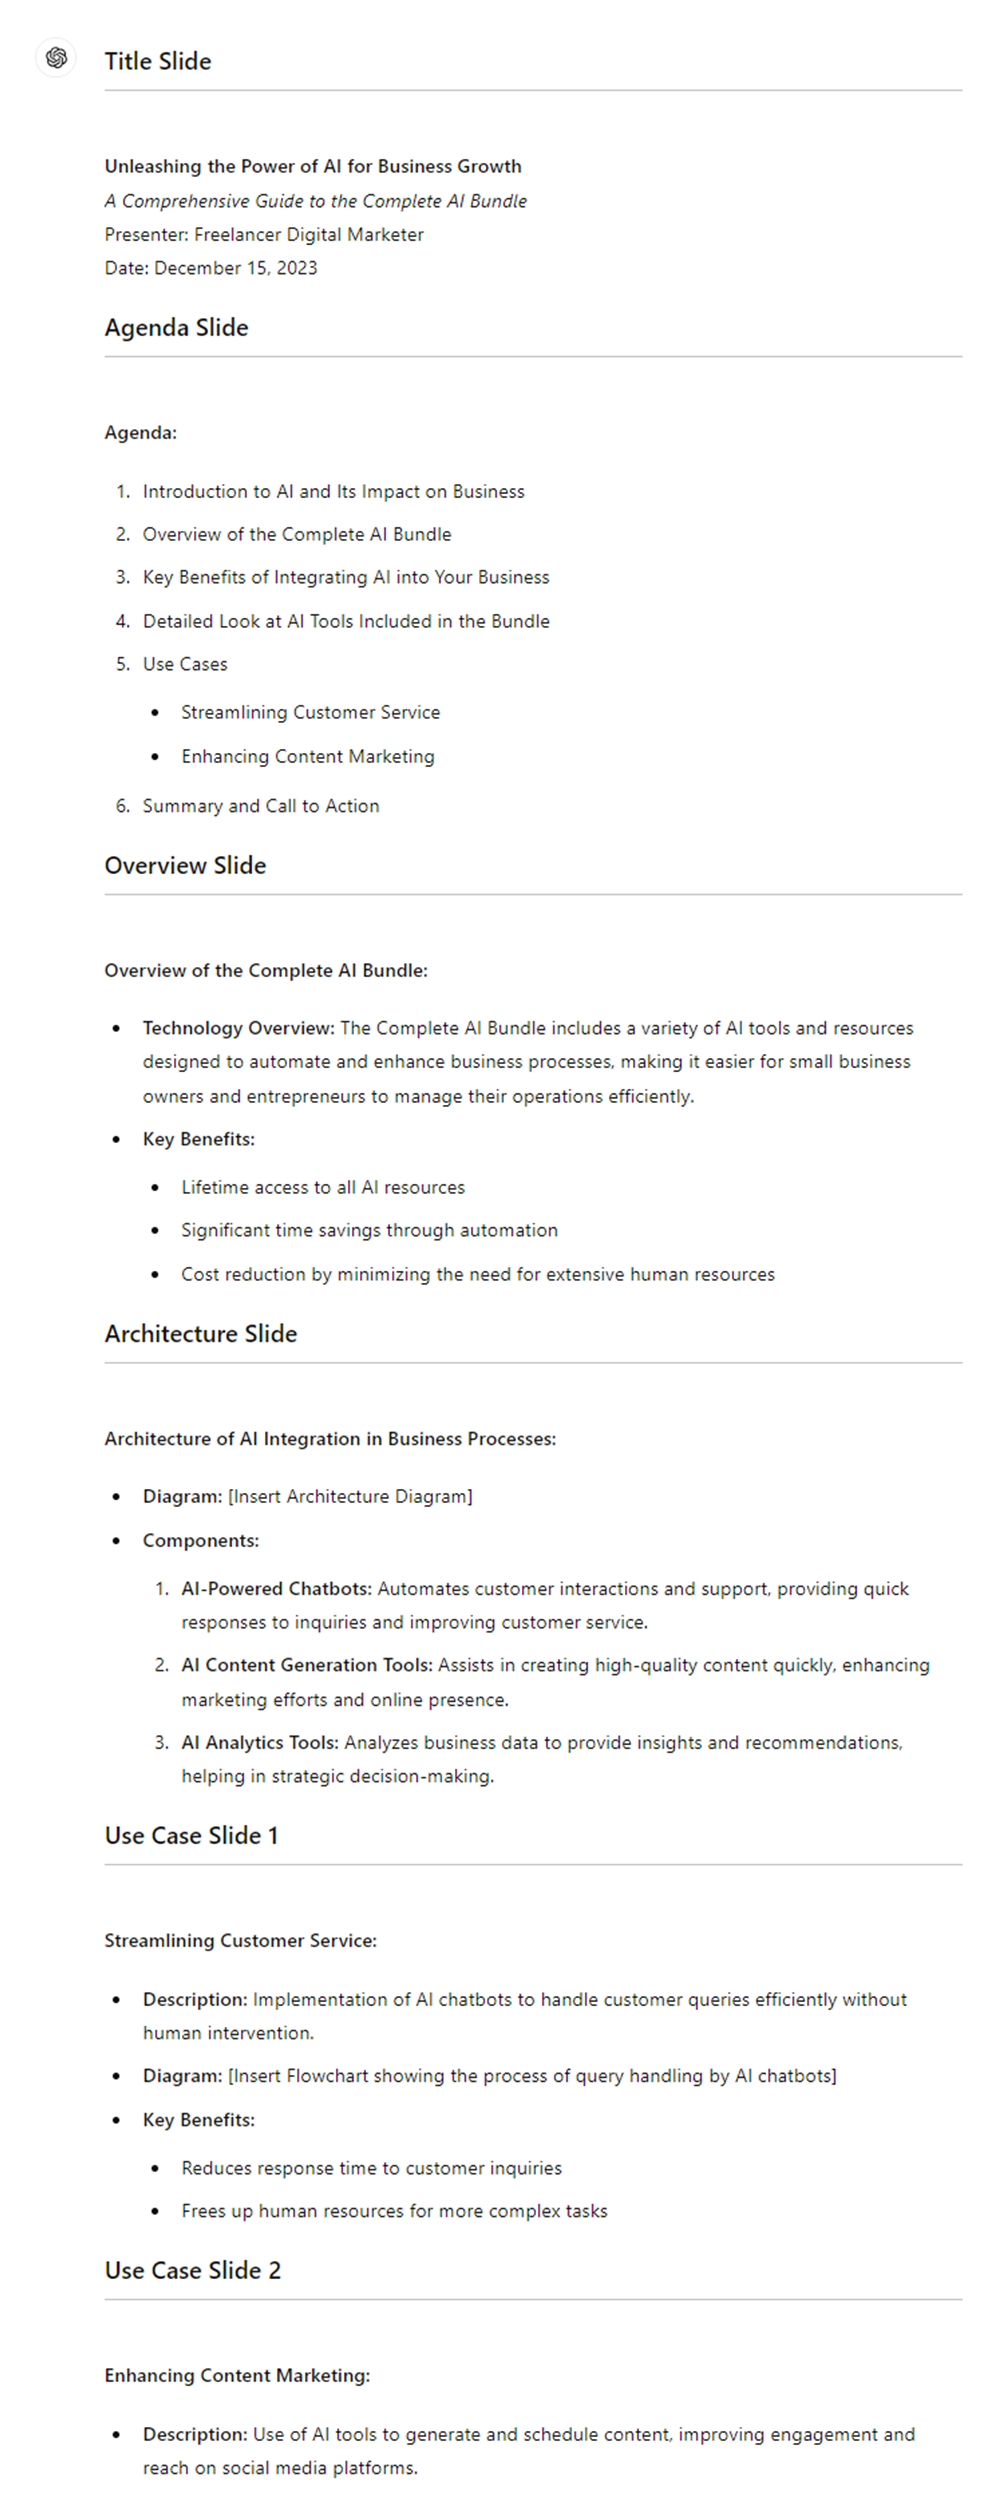 Title Slide
Unleashing the Power of AI for Business Growth
A Comprehensive Guide to the Complete AI Bundle
Presenter: Freelancer Digital Marketer
Date: December 15, 2023
Agenda Slide
Agenda:
1. Introduction to AI and Its Impact on Business
2. Overview of the Complete AI Bundle
3. Key Benefits of Integrating AI into Your Business
4. Detailed Look at AI Tools Included in the Bundle
5. Use Cases
• Streamlining Customer Service
• Enhancing Content Marketing
6. Summary and Call to Action
Overview Slide
Overview of the Complete AI Bundle:
• Technology Overview: The Complete AI Bundle includes a variety of AI tools and resources
designed to automate and enhance business processes, making it easier for small business
owners and entrepreneurs to manage their operations efficiently.
• Key Benefits:
• Lifetime access to all AI resources
• Significant time savings through automation
• Cost reduction by minimizing the need for extensive human resources
Architecture Slide
Architecture of AI Integration in Business Processes:
• Diagram: [Insert Architecture Diagram]
• Components:
1. AI-Powered Chatbots: Automates customer interactions and support, providing quick
responses to inquiries and improving customer service.
2. AI Content Generation Tools: Assists in creating high-quality content quickly, enhancing
marketing efforts and online presence.
3. AI Analytics Tools: Analyzes business data to provide insights and recommendations,
helping in strategic decision-making.
Use Case Slide 1
Streamlining Customer Service:
• Description: Implementation of AI chatbots to handle customer queries efficiently without
human intervention.
• Diagram: [Insert Flowchart showing the process of query handling by AI chatbots]
• Key Benefits:
• Reduces response time to customer inquiries
• Frees up human resources for more complex tasks
Use Case Slide 2
Enhancing Content Marketing:
• Description: Use of AI tools to generate and schedule content, improving engagement and
reach on social media platforms.